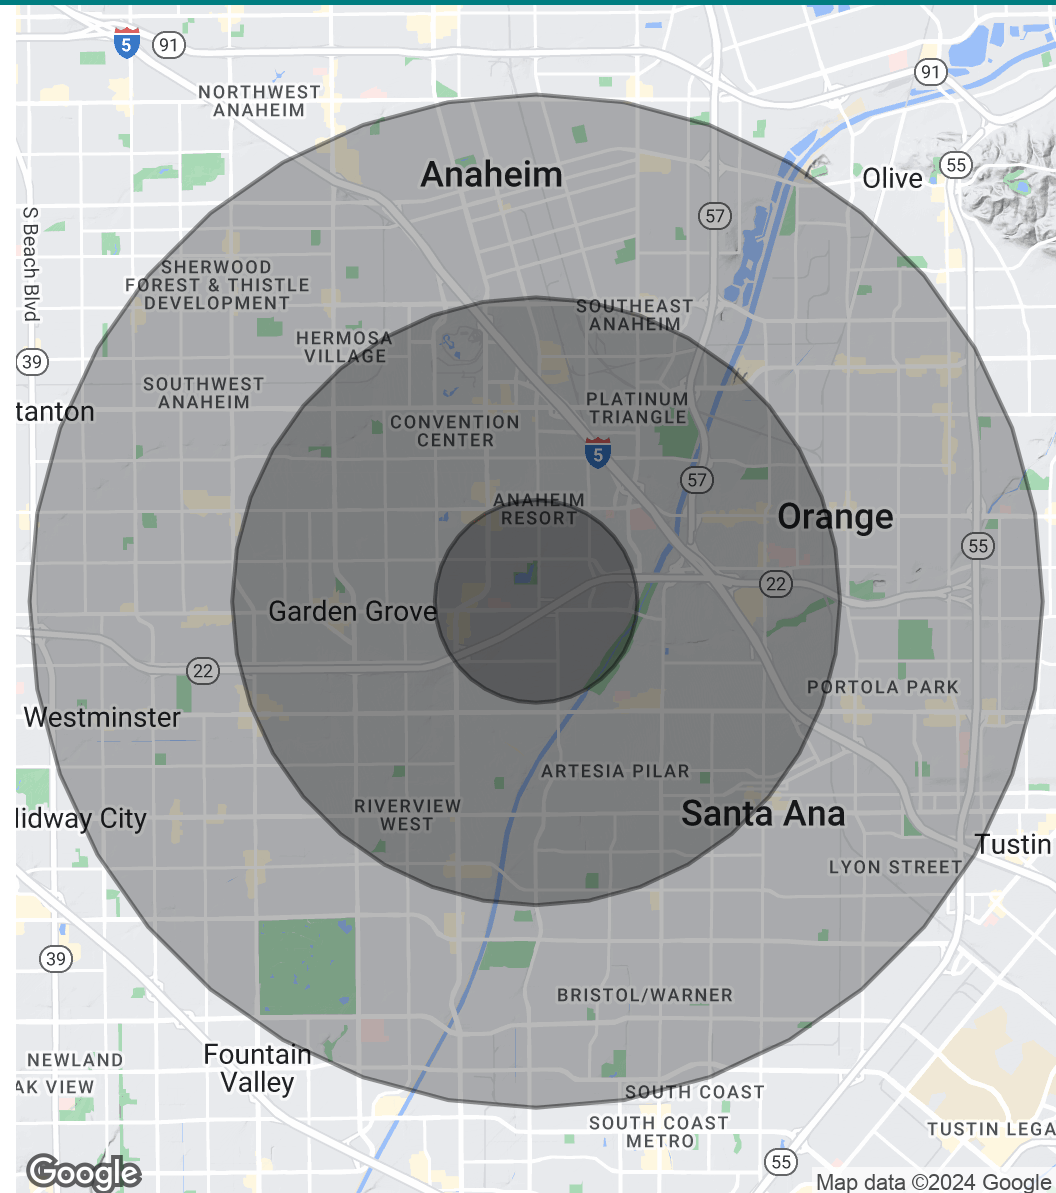 5
91
91
NORTHWEST
ANAHEIM
Anaheim
Olive
55
57
S Beach Blvd
SHERWOOD
FOREST & THISTLE
DEVELOPMENT
SOUTHEAST
ANAHEIM
HERMOSA
VILLAGE
39
SOUTHWEST
ANAHEIM
tanton
PLATINUM
TRIANGLE
CONVENTION
CENTER
5
57
ANAHEIM
RESORT
Orange
55
22
Garden Grove
22
PORTOLA PARK
Westminster
ARTESIA PILAR
RIVERVIEW
WEST
Santa Ana
lidway City
Tustin
LYON STREET
39
BRISTOL/WARNER
Fountain
Valley
NEWLAND
AK VIEW
SOUTH COAST
SOUTH COAST
METRO
TUSTIN LEGA
55
Google
Map data ©2024 Google